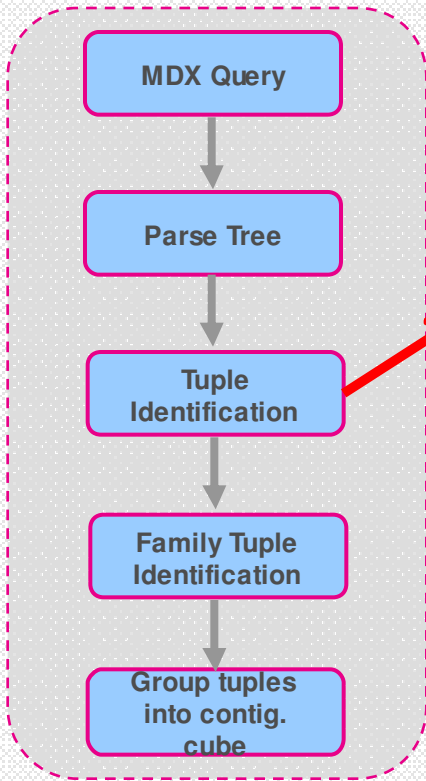 MDX Query
Parse Tree
Tuple
Identification
Family Tuple
Identification
Group tuples
into contig.
cube